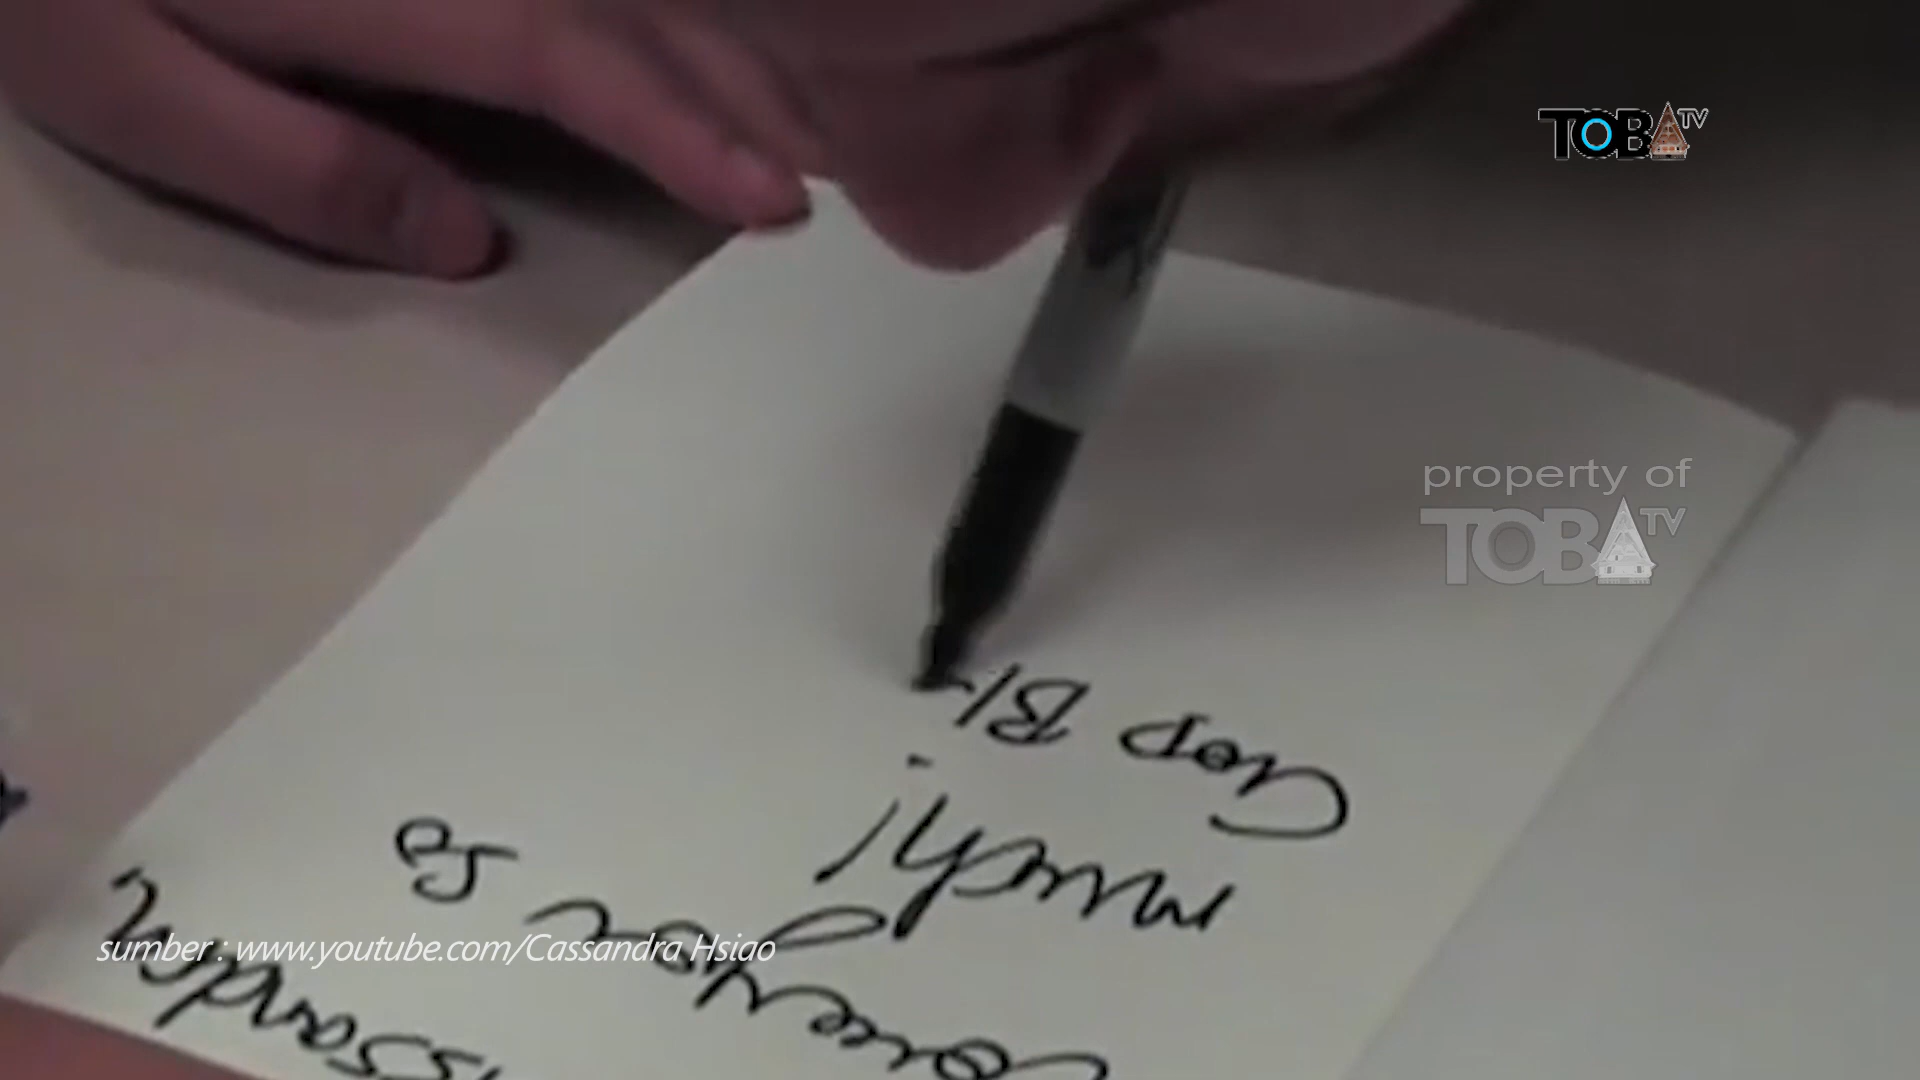 TOBA TV
property of
TOBA TV
ssandra,
Love you so
much!
God Bl
sumber : www.youtube.com/Cassandra Hsiao